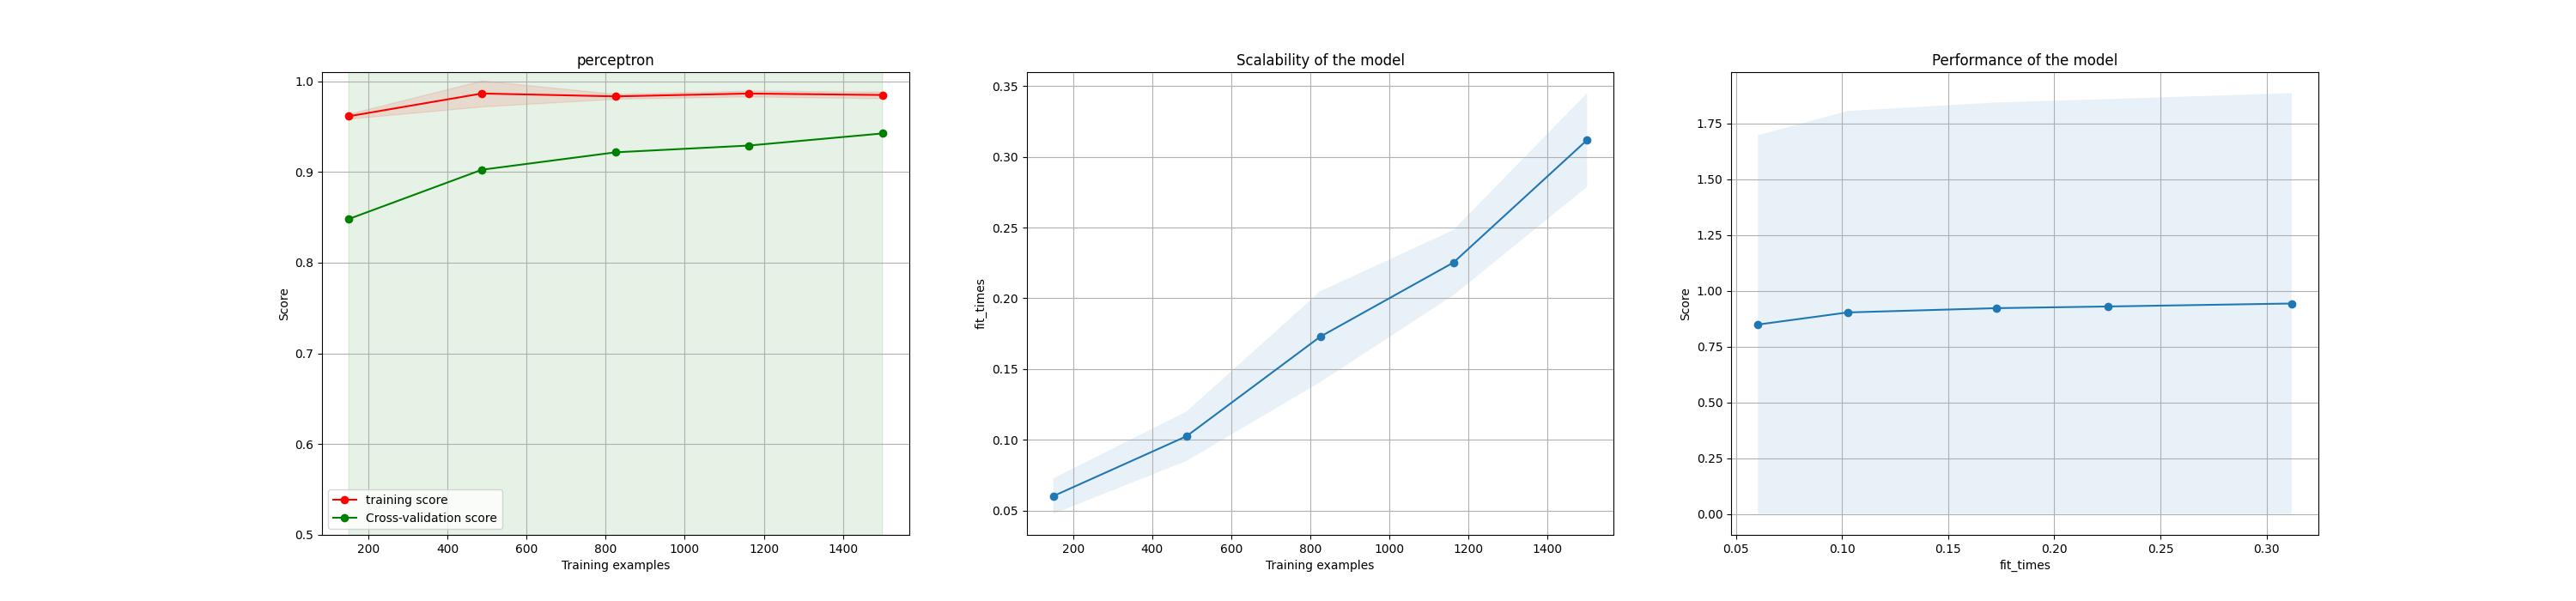 perceptron
1.0
0.9
0.8
0.7
0.6
0.5
Score
training score
Cross-validation score
200 400 600 800 1000 1200 1400
Training examples
Scalability of the model
0.35
0.30
0.25
0.20
0.15
0.10
0.05
fit_times
200 400 600 800 1000 1200 1400
Training examples
Performance of the model
1.75
1.50
1.25
1.00
0.75
0.50
0.25
0.00
Score
0.05 0.10 0.15 0.20 0.25 0.30
fit_times